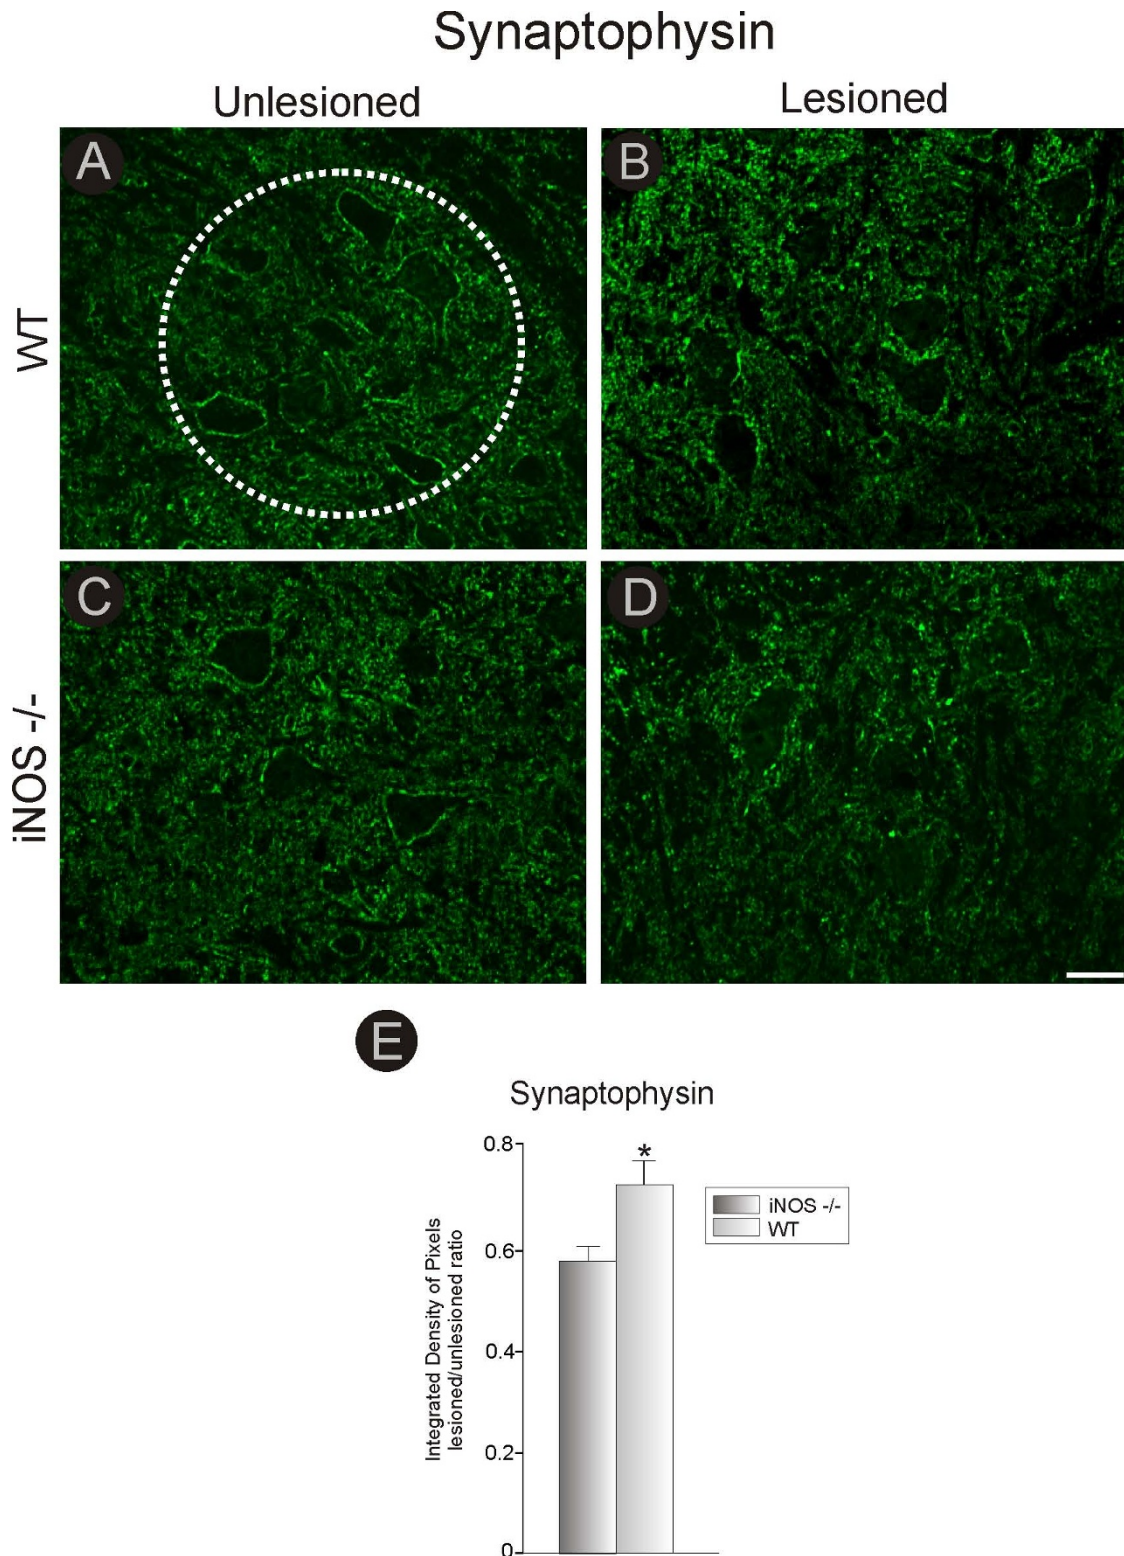 Synaptophysin
Unlesioned
Lesioned
A
B
WT
C
D
iNOS -/-
E
Synaptophysin
0.8
*
0.6
0.4
0.2
0
Integrated Density of Pixels
lesioned/unlesioned ratio
iNOS -/-
WT